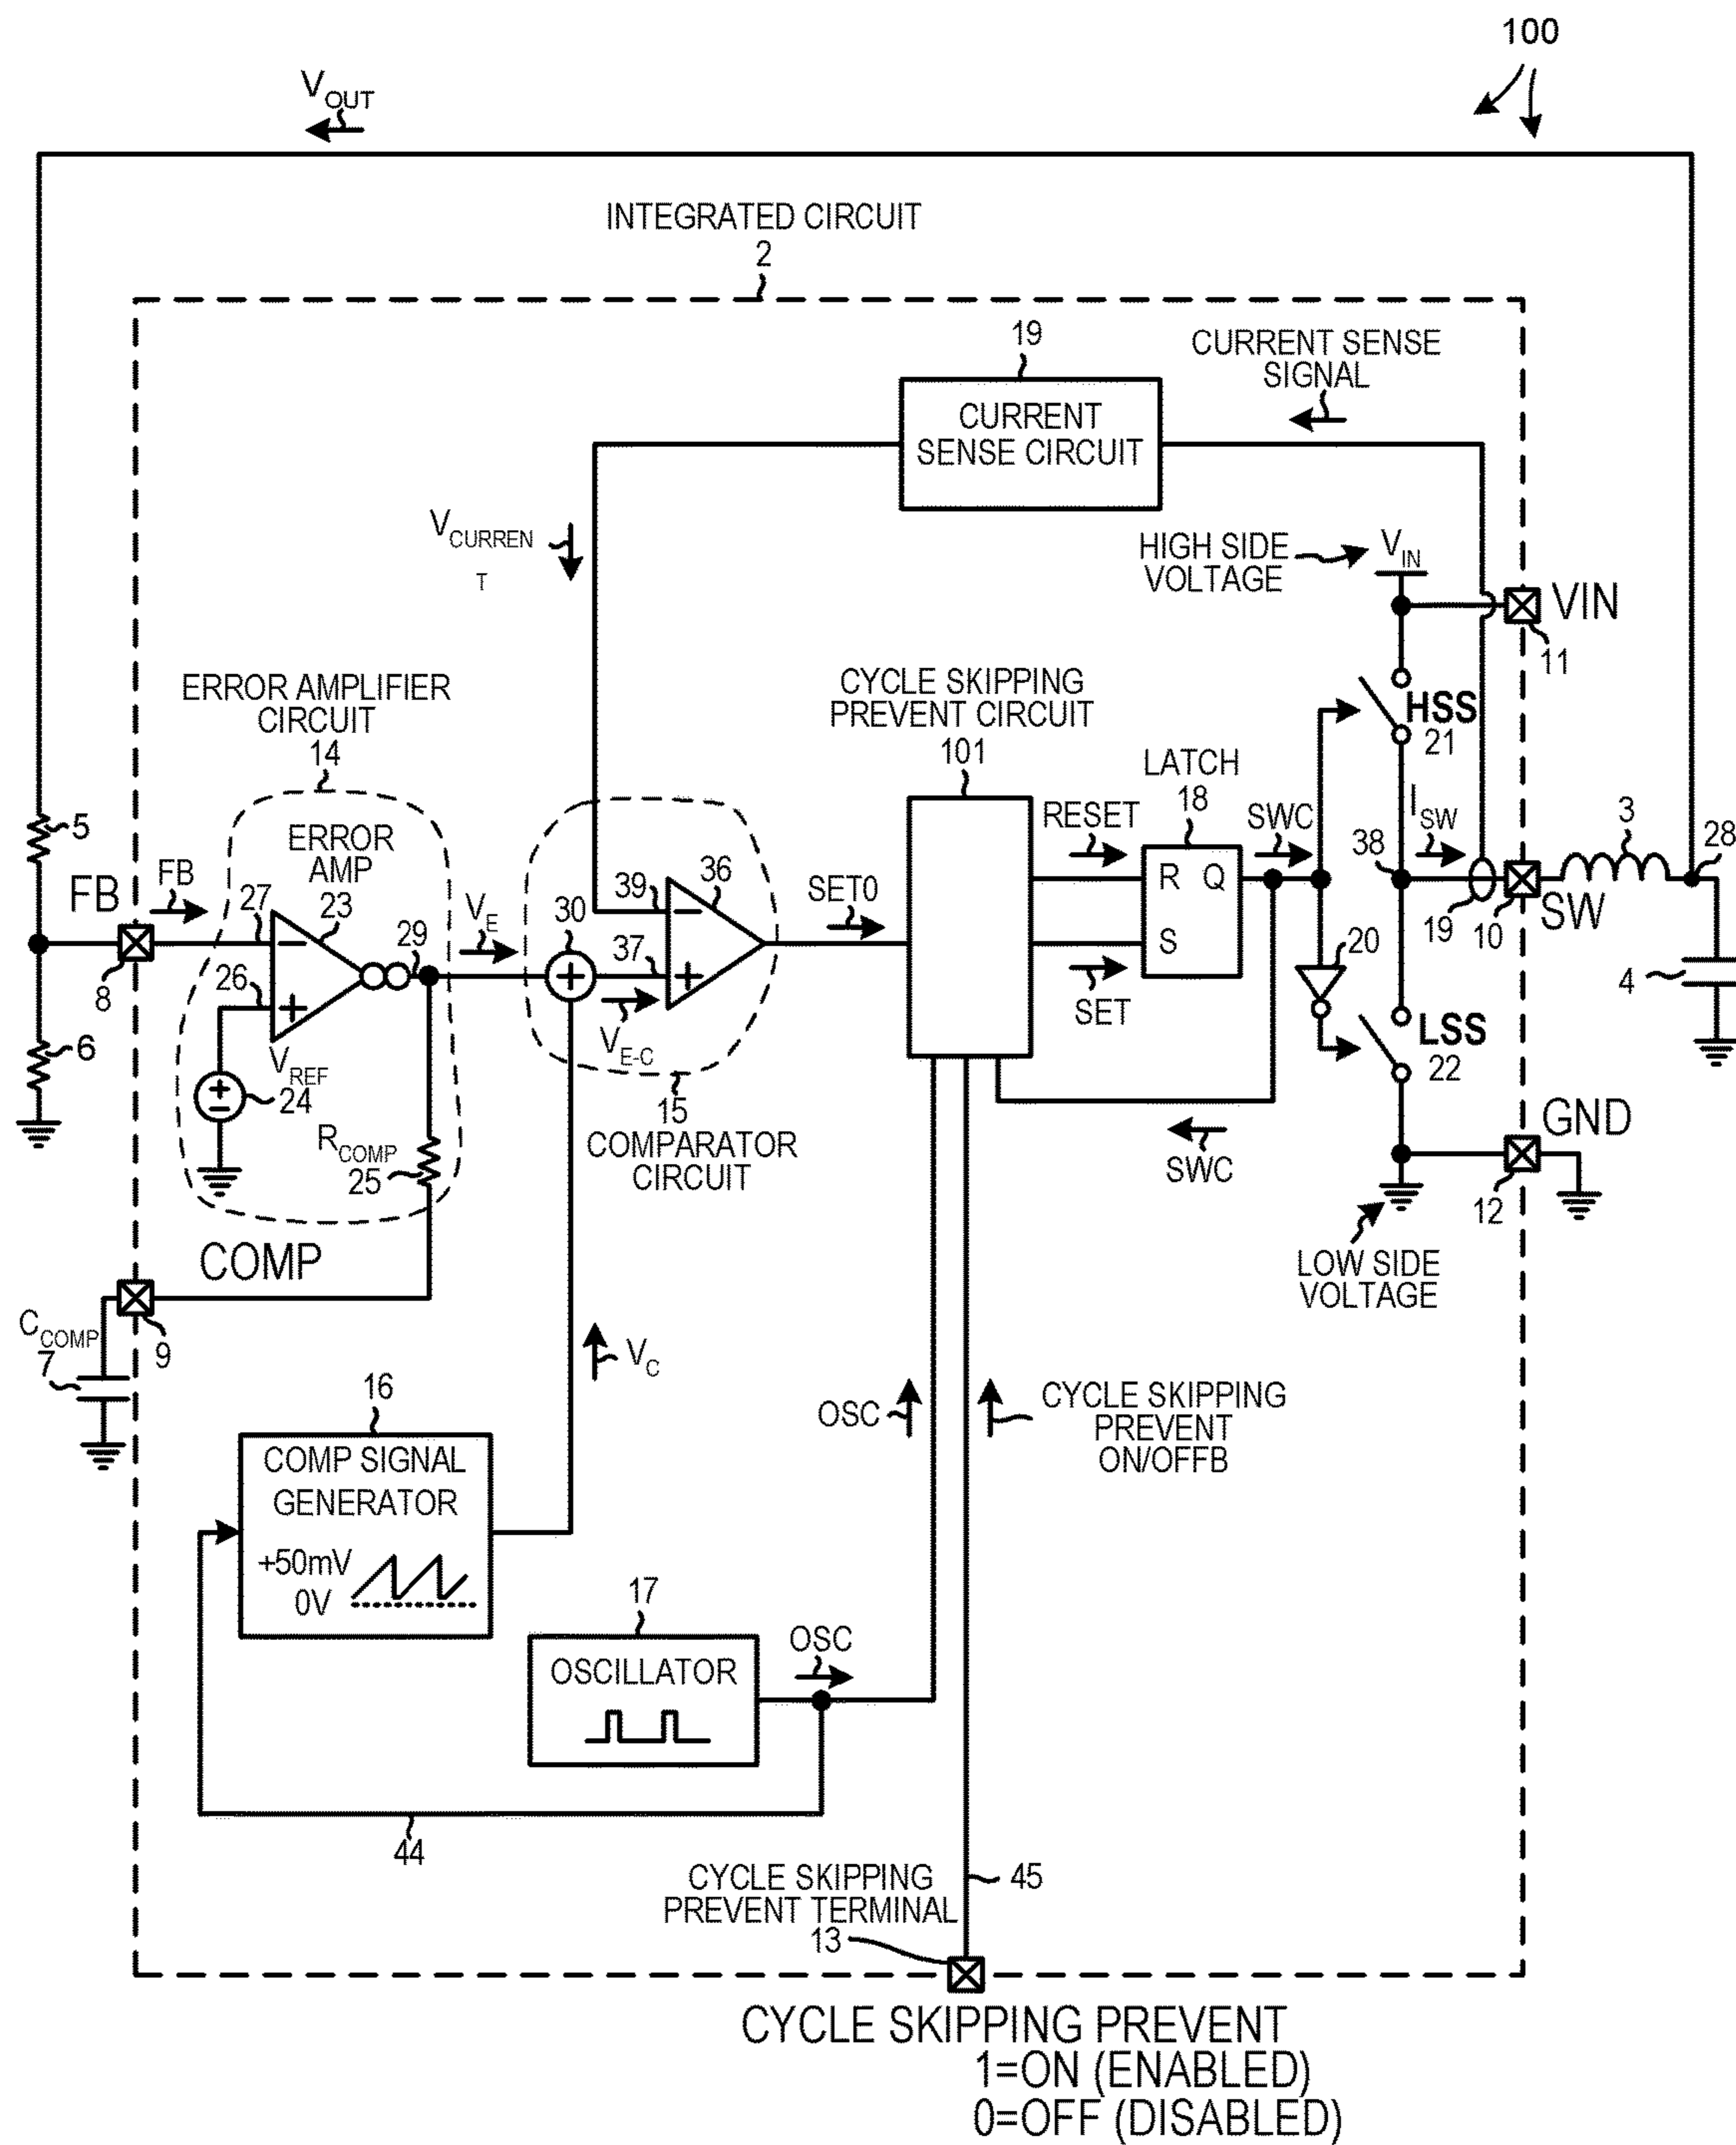 100
VOUT
INTEGRATED CIRCUIT
2
19
CURRENT SENSE
SIGNAL
CURRENT
SENSE CIRCUIT
VCURREN
T
HIGH SIDE
VOLTAGE
VIN
VIN
11
ERROR AMPLIFIER
CIRCUIT
14
CYCLE SKIPPING
PREVENT CIRCUIT
101
HSS
21
LATCH
18
5
ERROR
AMP
RESET
SWC
ISW
3
28
38
FB
FB
27
23
VE
30
39
36
SET0
R
Q
S
19
10
SW
8
26
29
37
20
4
6
VREF
24
VE-C
SET
LSS
22
15
COMPARATOR
CIRCUIT
RCOMP
25
SWC
GND
12
COMP
LOW SIDE
VOLTAGE
CCOMP
7
9
VC
16
OSC
CYCLE SKIPPING
PREVENT
ON/OFFB
COMP SIGNAL
GENERATOR
+50mV
0V
17
OSC
OSCILLATOR
44
CYCLE SKIPPING
PREVENT TERMINAL
13
45
CYCLE SKIPPING PREVENT
1=ON (ENABLED)
0=OFF (DISABLED)